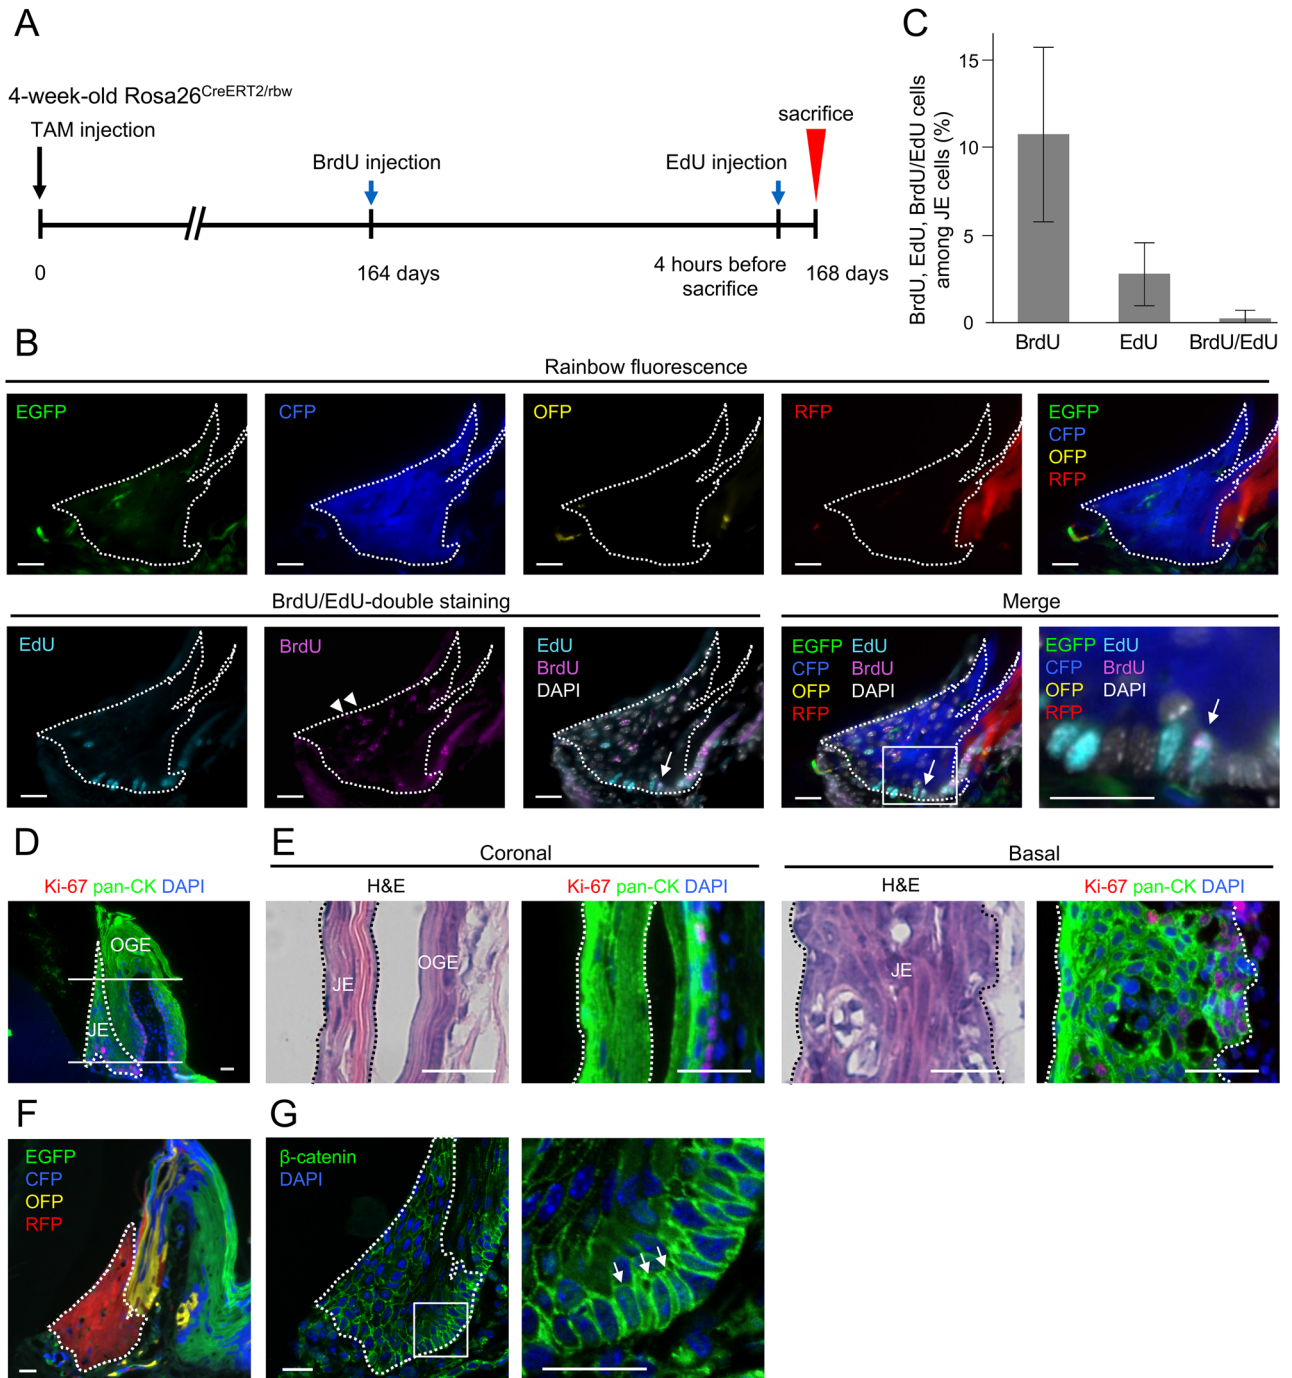 A
4-week-old Rosa26CreERT2/rbw
TAM injection
BrdU injection
EdU injection
sacrifice
0
164 days
4 hours before
sacrifice
168 days
C
BrdU, EdU, BrdU/EdU cells
among JE cells (%)
15
10
5
0
BrdU
EdU
BrdU/EdU
B
Rainbow fluorescence
EGFP
CFP
OFP
RFP
EGFP
CFP
OFP
RFP
BrdU/EdU-double staining
Merge
EdU
BrdU
EdU
BrdU
DAPI
EGFP EdU
CFP BrdU
OFP DAPI
RFP
EGFP EdU
CFP BrdU
OFP DAPI
RFP
D
Ki-67 pan-CK DAPI
OGE
JE
E
Coronal
H&E
Ki-67 pan-CK DAPI
JE
OGE
Basal
H&E
Ki-67 pan-CK DAPI
JE
F
EGFP
CFP
OFP
RFP
G
β-catenin
DAPI